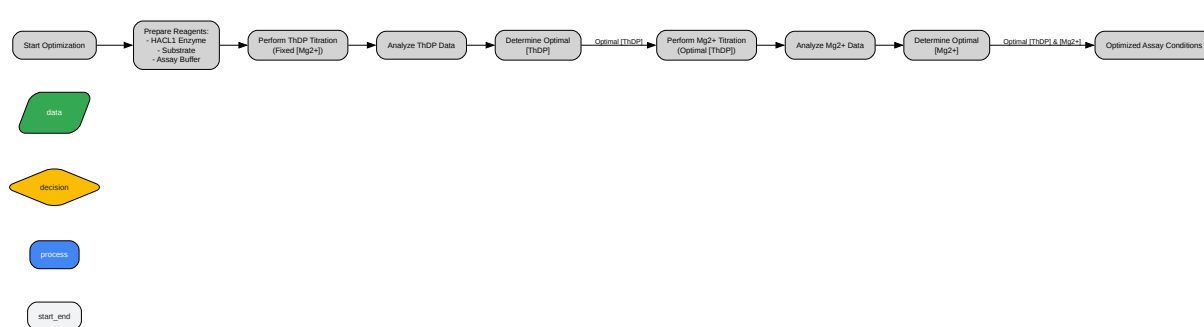 Start Optimization
Prepare Reagents:
- HACL1 Enzyme
- Substrate
- Assay Buffer
Perform ThDP Titration
(Fixed [Mg2+])
Analyze ThDP Data
Determine Optimal
[ThDP]
Optimal [ThDP]
Perform Mg2+ Titration
(Optimal [ThDP])
Analyze Mg2+ Data
Determine Optimal
[Mg2+]
Optimal [ThDP] & [Mg2+]
Optimized Assay Conditions
data
decision
process
start_end